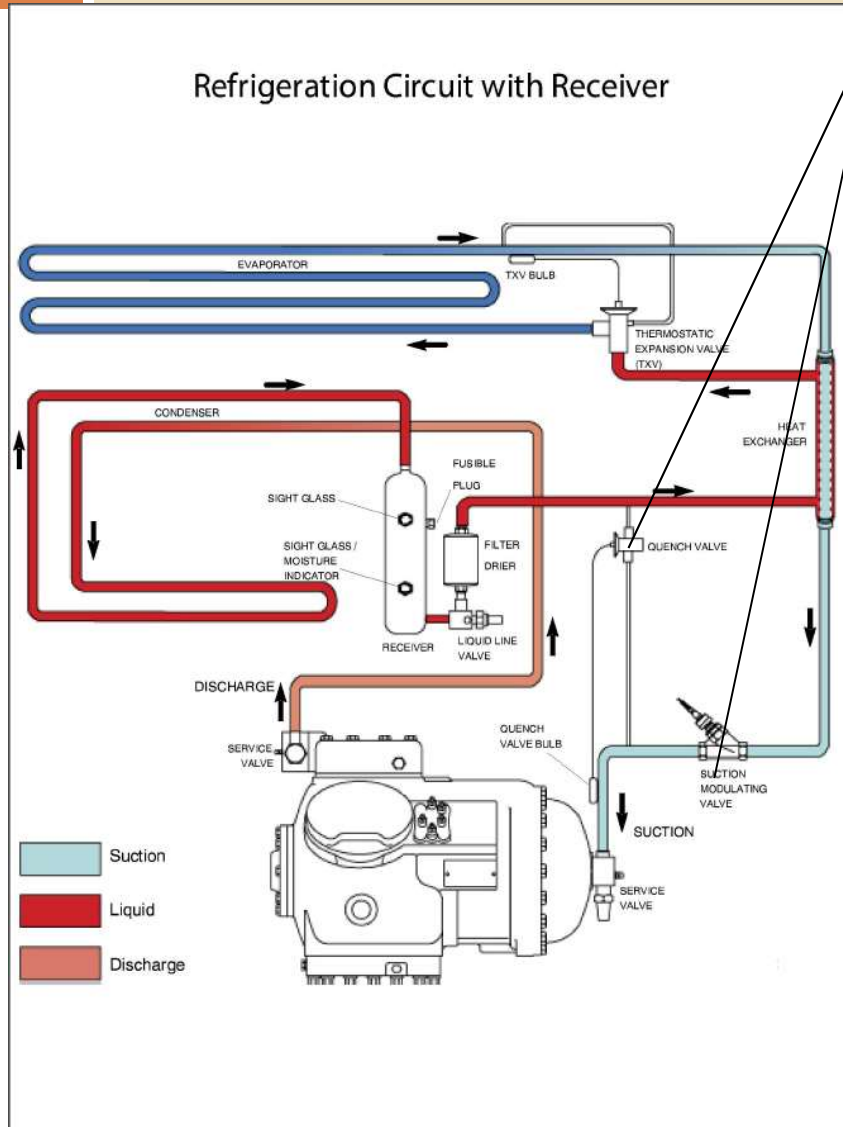 Refrigeration Circuit with Receiver
EVAPORATOR
TXV BULB
THERMOSTATIC
EXPANSION VALVE
(TXV)
CONDENSER
HEAT
EXCHANGER
FUSIBLE
PLUG
SIGHT GLASS
SIGHT GLASS /
MOISTURE
INDICATOR
FILTER
DRIER
QUENCH VALVE
RECEIVER
LIQUID LINE
VALVE
DISCHARGE
SERVICE
VALVE
QUENCH
VALVE BULB
SUCTION
MODULATING
VALVE
SUCTION
SERVICE
VALVE
Suction
Liquid
Discharge